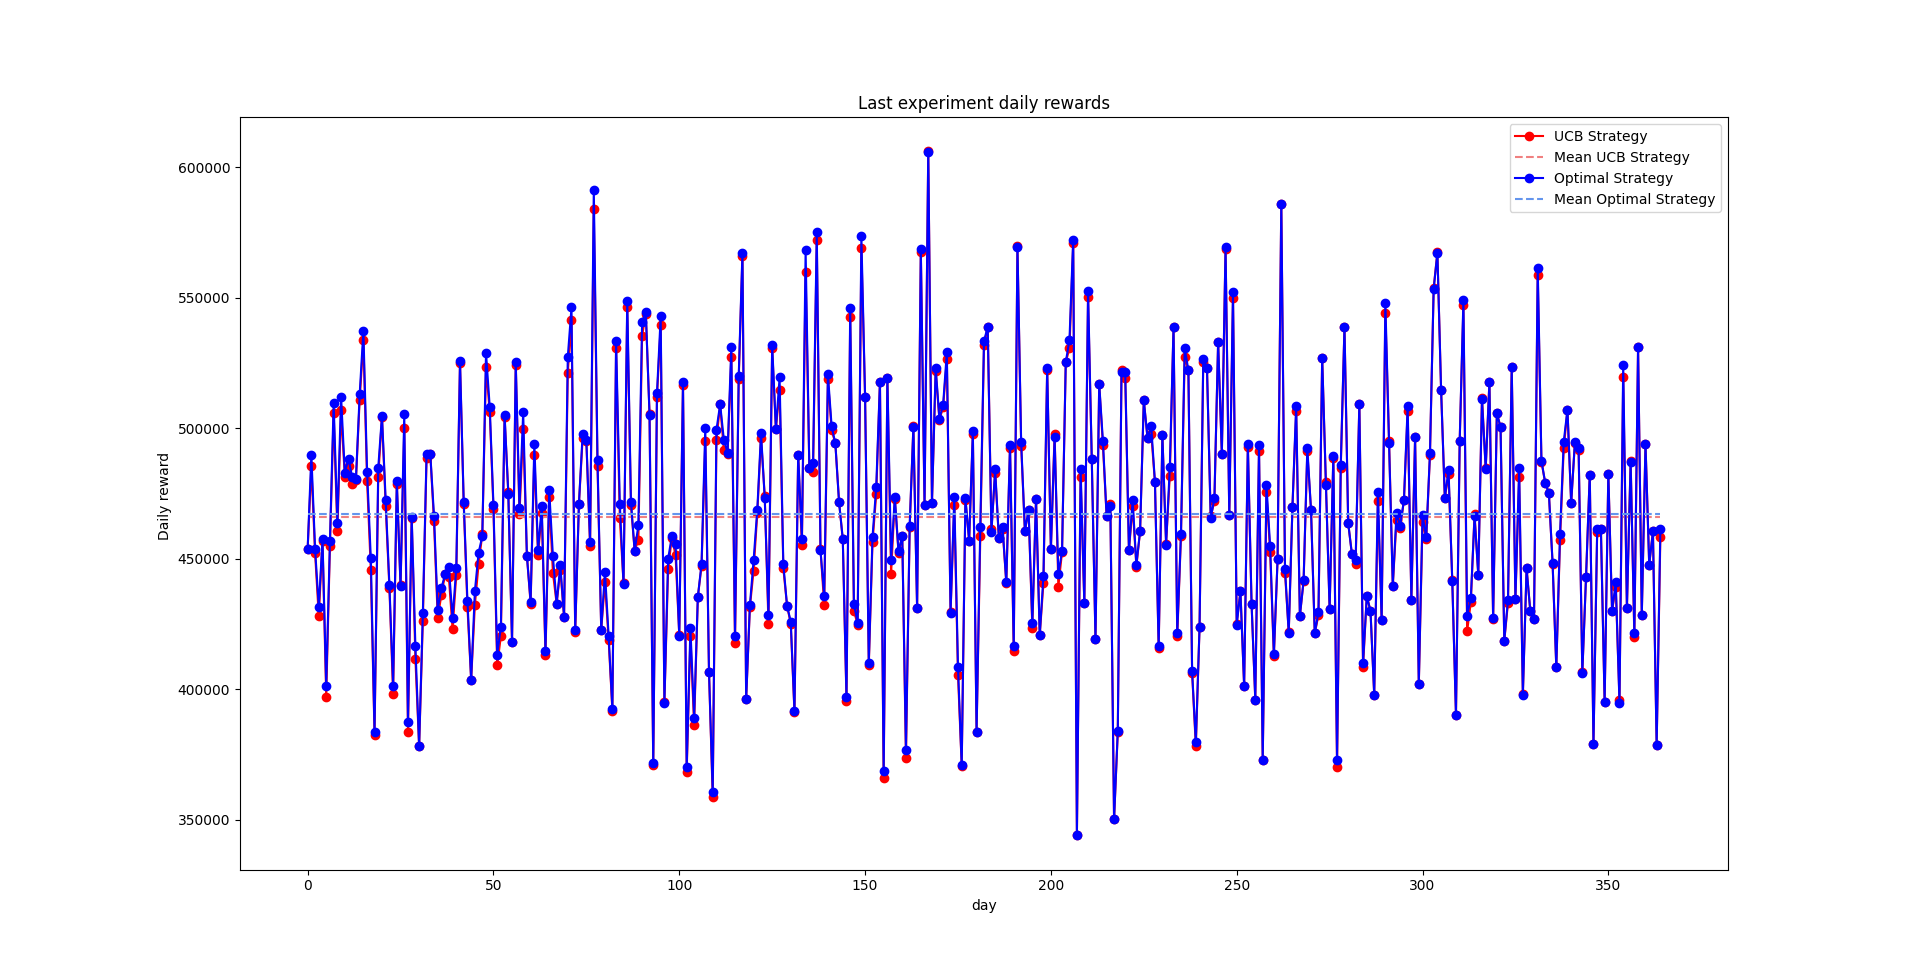 Last experiment daily rewards
UCB Strategy
Mean UCB Strategy
Optimal Strategy
Mean Optimal Strategy
600000
550000
500000
450000
400000
350000
Daily reward
0 50 100 150 200 250 300 350
day